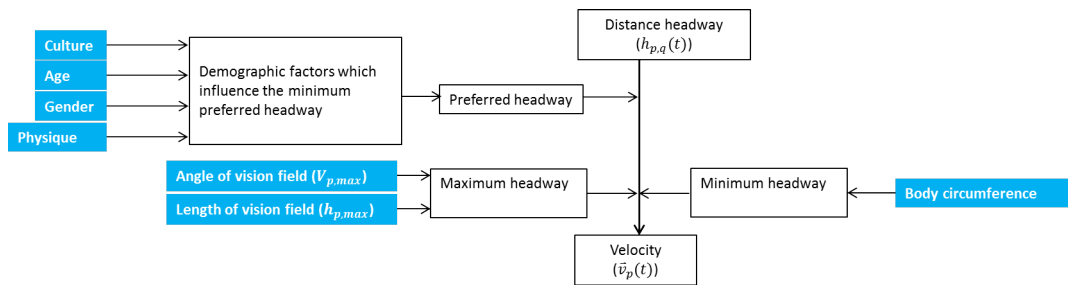 Culture
Age
Gender
Physique
Demographic factors which
influence the minimum
preferred headway
Preferred headway
Distance headway
(h_{p,q}(t))
Angle of vision field (V_{p,max})
Length of vision field (h_{p,max})
Maximum headway
Minimum headway
Body circumference
Velocity
(v⃗_p(t))